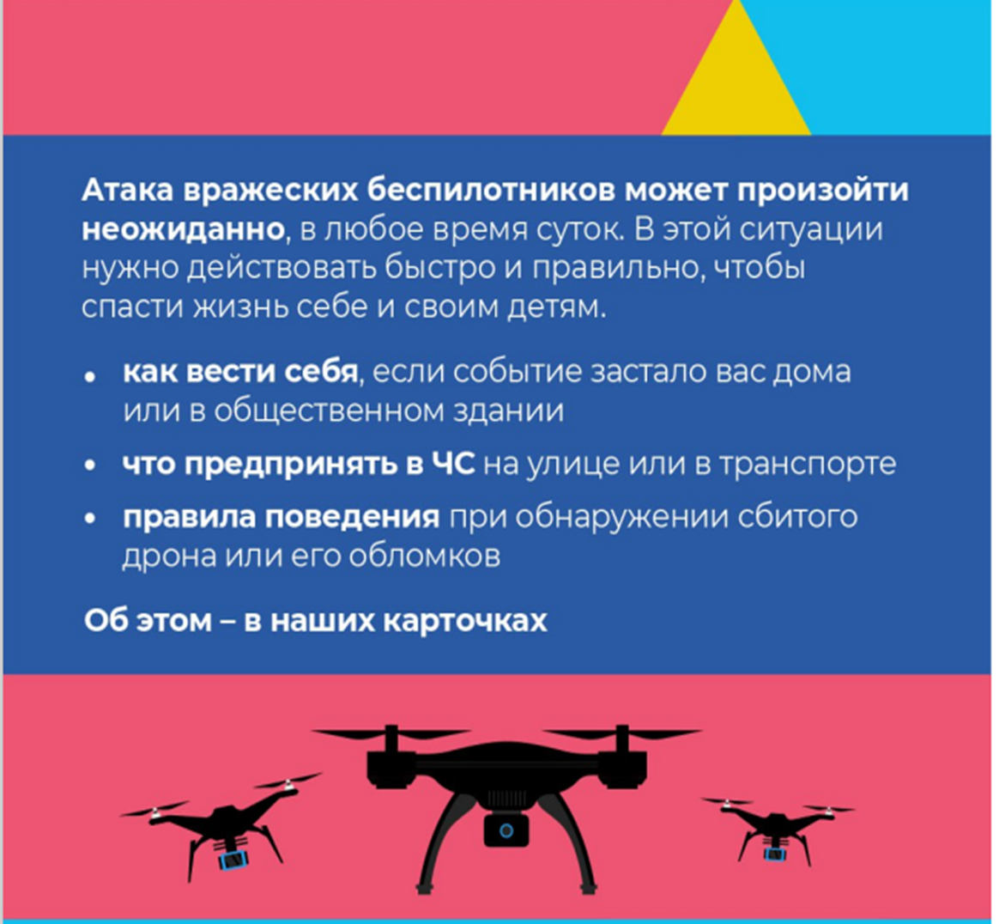 Атака вражеских беспилотников может произойти
неожиданно, в любое время суток. В этой ситуации
нужно действовать быстро и правильно, чтобы
спасти жизнь себе и своим детям.
• как вести себя, если событие застало вас дома
или в общественном здании
• что предпринять в ЧС на улице или в транспорте
• правила поведения при обнаружении сбитого
дрона или его обломков
Об этом – в наших карточках